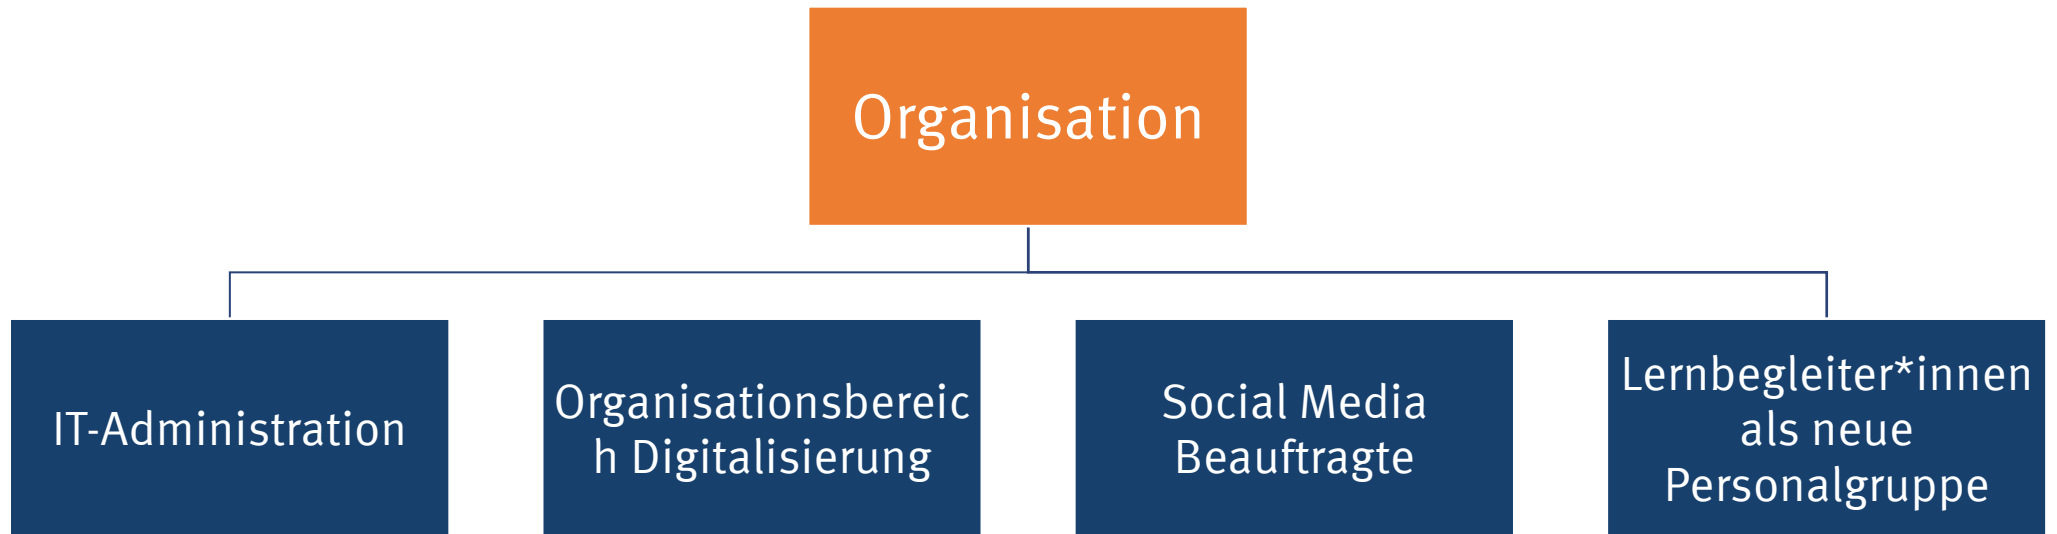 Organisation
IT-Administration
Organisationsbereic
h Digitalisierung
Social Media
Beauftragte
Lernbegleiter*innen
als neue
Personalgruppe